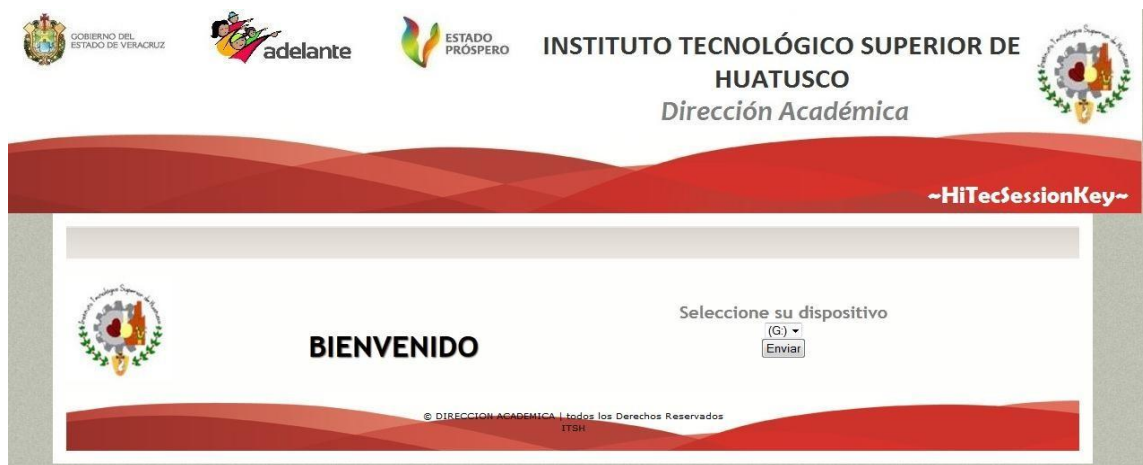 GOBIERNO DEL
ESTADO DE VERACRUZ
adelante
ESTADO
PRÓSPERO
INSTITUTO TECNOLÓGICO SUPERIOR DE
HUATUSCO
Dirección Académica
~HiTecSessionKey~
BIENVENIDO
Seleccione su dispositivo
(G:)
Enviar
© DIRECCION ACADEMICA | todos los Derechos Reservados
ITSH